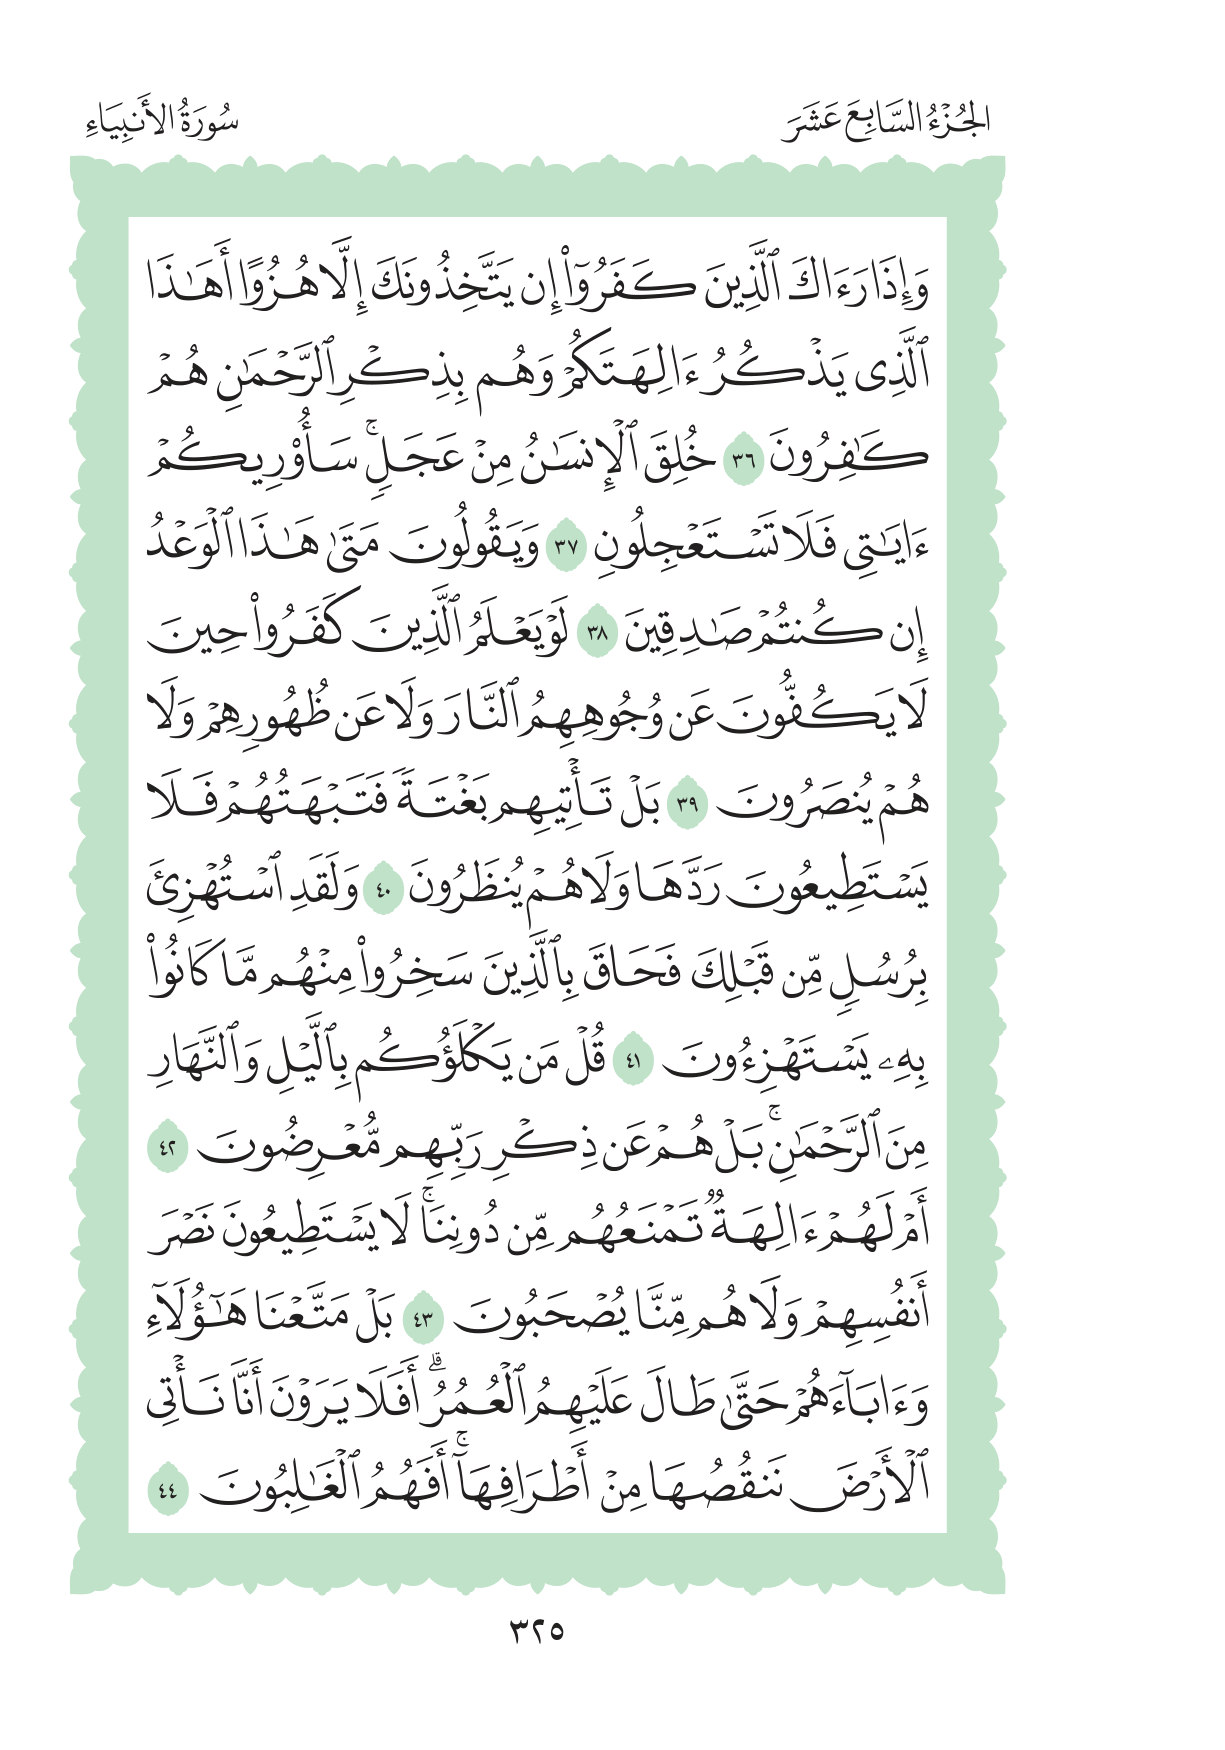 الجُزْءُ السَّابِعَ عَشَرَ
سُورَةُ الأَنبِيَاءِ
وَإِذَا رَءَاكَ ٱلَّذِينَ كَفَرُوٓا۟ إِن يَتَّخِذُونَكَ إِلَّا هُزُوًا أَهَٰذَا
ٱلَّذِى يَذْكُرُ ءَالِهَتَكُمْ وَهُم بِذِكْرِ ٱلرَّحْمَٰنِ هُمْ
كَٰفِرُونَ ٣٦ خُلِقَ ٱلْإِنسَٰنُ مِنْ عَجَلٍۚ سَأُو۟رِيكُمْ
ءَايَٰتِى فَلَا تَسْتَعْجِلُونِ ٣٧ وَيَقُولُونَ مَتَىٰ هَٰذَا ٱلْوَعْدُ
إِن كُنتُمْ صَٰدِقِينَ ٣٨ لَوْ يَعْلَمُ ٱلَّذِينَ كَفَرُوا۟ حِينَ
لَا يَكُفُّونَ عَن وُجُوهِهِمُ ٱلنَّارَ وَلَا عَن ظُهُورِهِمْ وَلَا
هُمْ يُنصَرُونَ ٣٩ بَلْ تَأْتِيهِم بَغْتَةً فَتَبْهَتُهُمْ فَلَا
يَسْتَطِيعُونَ رَدَّهَا وَلَا هُمْ يُنظَرُونَ ٤٠ وَلَقَدِ ٱسْتُهْزِئَ
بِرُسُلٍ مِّن قَبْلِكَ فَحَاقَ بِٱلَّذِينَ سَخِرُوا۟ مِنْهُم مَّا كَانُوا۟
بِهِۦ يَسْتَهْزِءُونَ ٤١ قُلْ مَن يَكْلَؤُكُم بِٱلَّيْلِ وَٱلنَّهَارِ
مِنَ ٱلرَّحْمَٰنِۚ بَلْ هُمْ عَن ذِكْرِ رَبِّهِم مُّعْرِضُونَ ٤٢
أَمْ لَهُمْ ءَالِهَةٌ تَمْنَعُهُم مِّن دُونِنَاۚ لَا يَسْتَطِيعُونَ نَصْرَ
أَنفُسِهِمْ وَلَا هُم مِّنَّا يُصْحَبُونَ ٤٣ بَلْ مَتَّعْنَا هَٰٓؤُلَآءِ
وَءَابَآءَهُمْ حَتَّىٰ طَالَ عَلَيْهِمُ ٱلْعُمُرُۗ أَفَلَا يَرَوْنَ أَنَّا نَأْتِى
ٱلْأَرْضَ نَنقُصُهَا مِنْ أَطْرَافِهَآۚ أَفَهُمُ ٱلْغَٰلِبُونَ ٤٤
٣٢٥